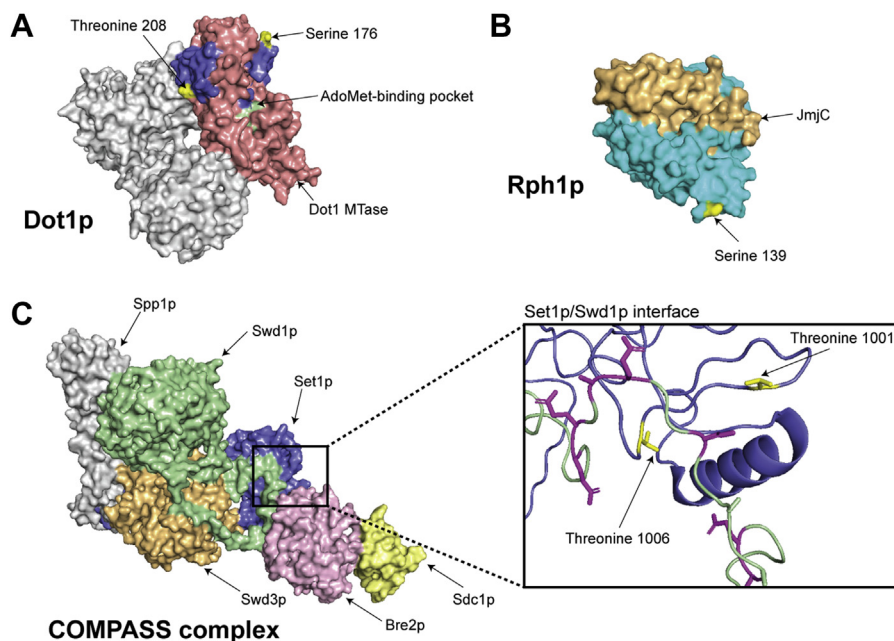 A
Threonine 208
Serine 176
AdoMet-binding pocket
Dot1 MTase
Dot1p
B
JmjC
Rph1p
Serine 139
C
Spp1p
Swd1p
Set1p
Swd3p
Bre2p
Sdc1p
COMPASS complex
Set1p/Swd1p interface
Threonine 1001
Threonine 1006